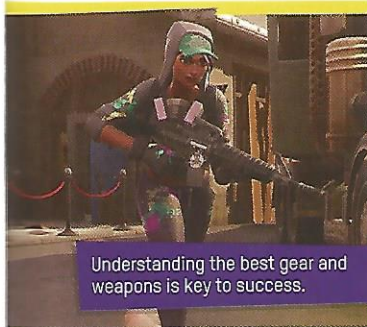 Understanding the best gear and
weapons is key to success.